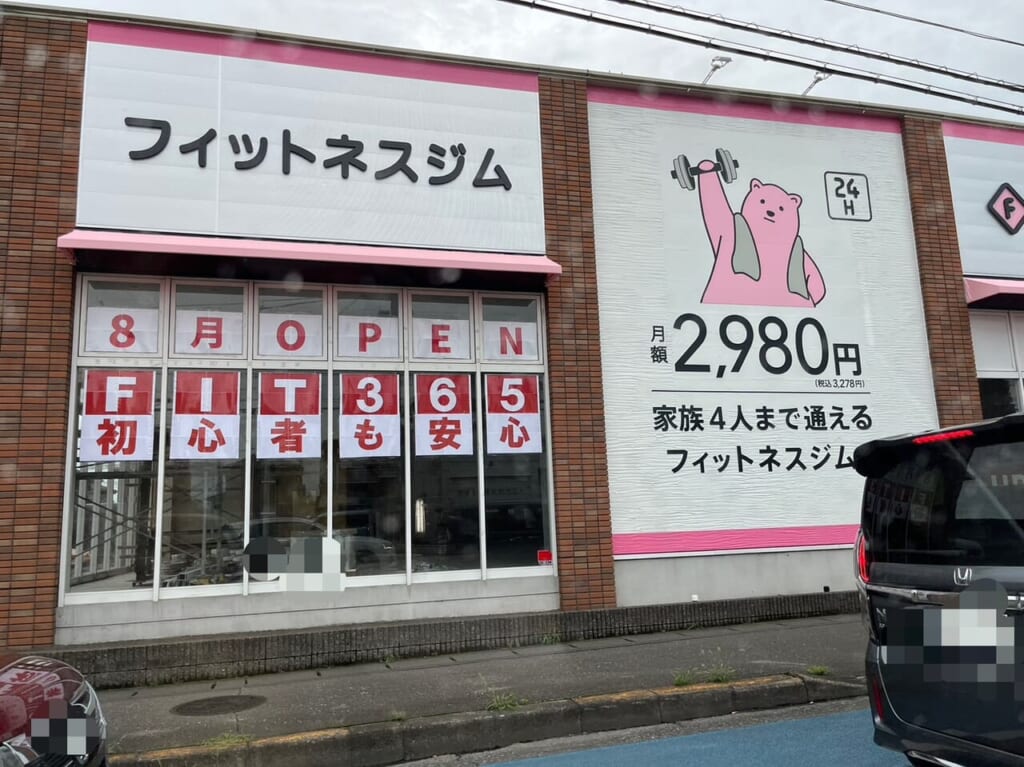 フィットネスジム
8月OPEN
FIT365
初心者も安心
24
H
月額2,980円
(税込3,278円)
家族4人まで通える
フィットネスジム
F